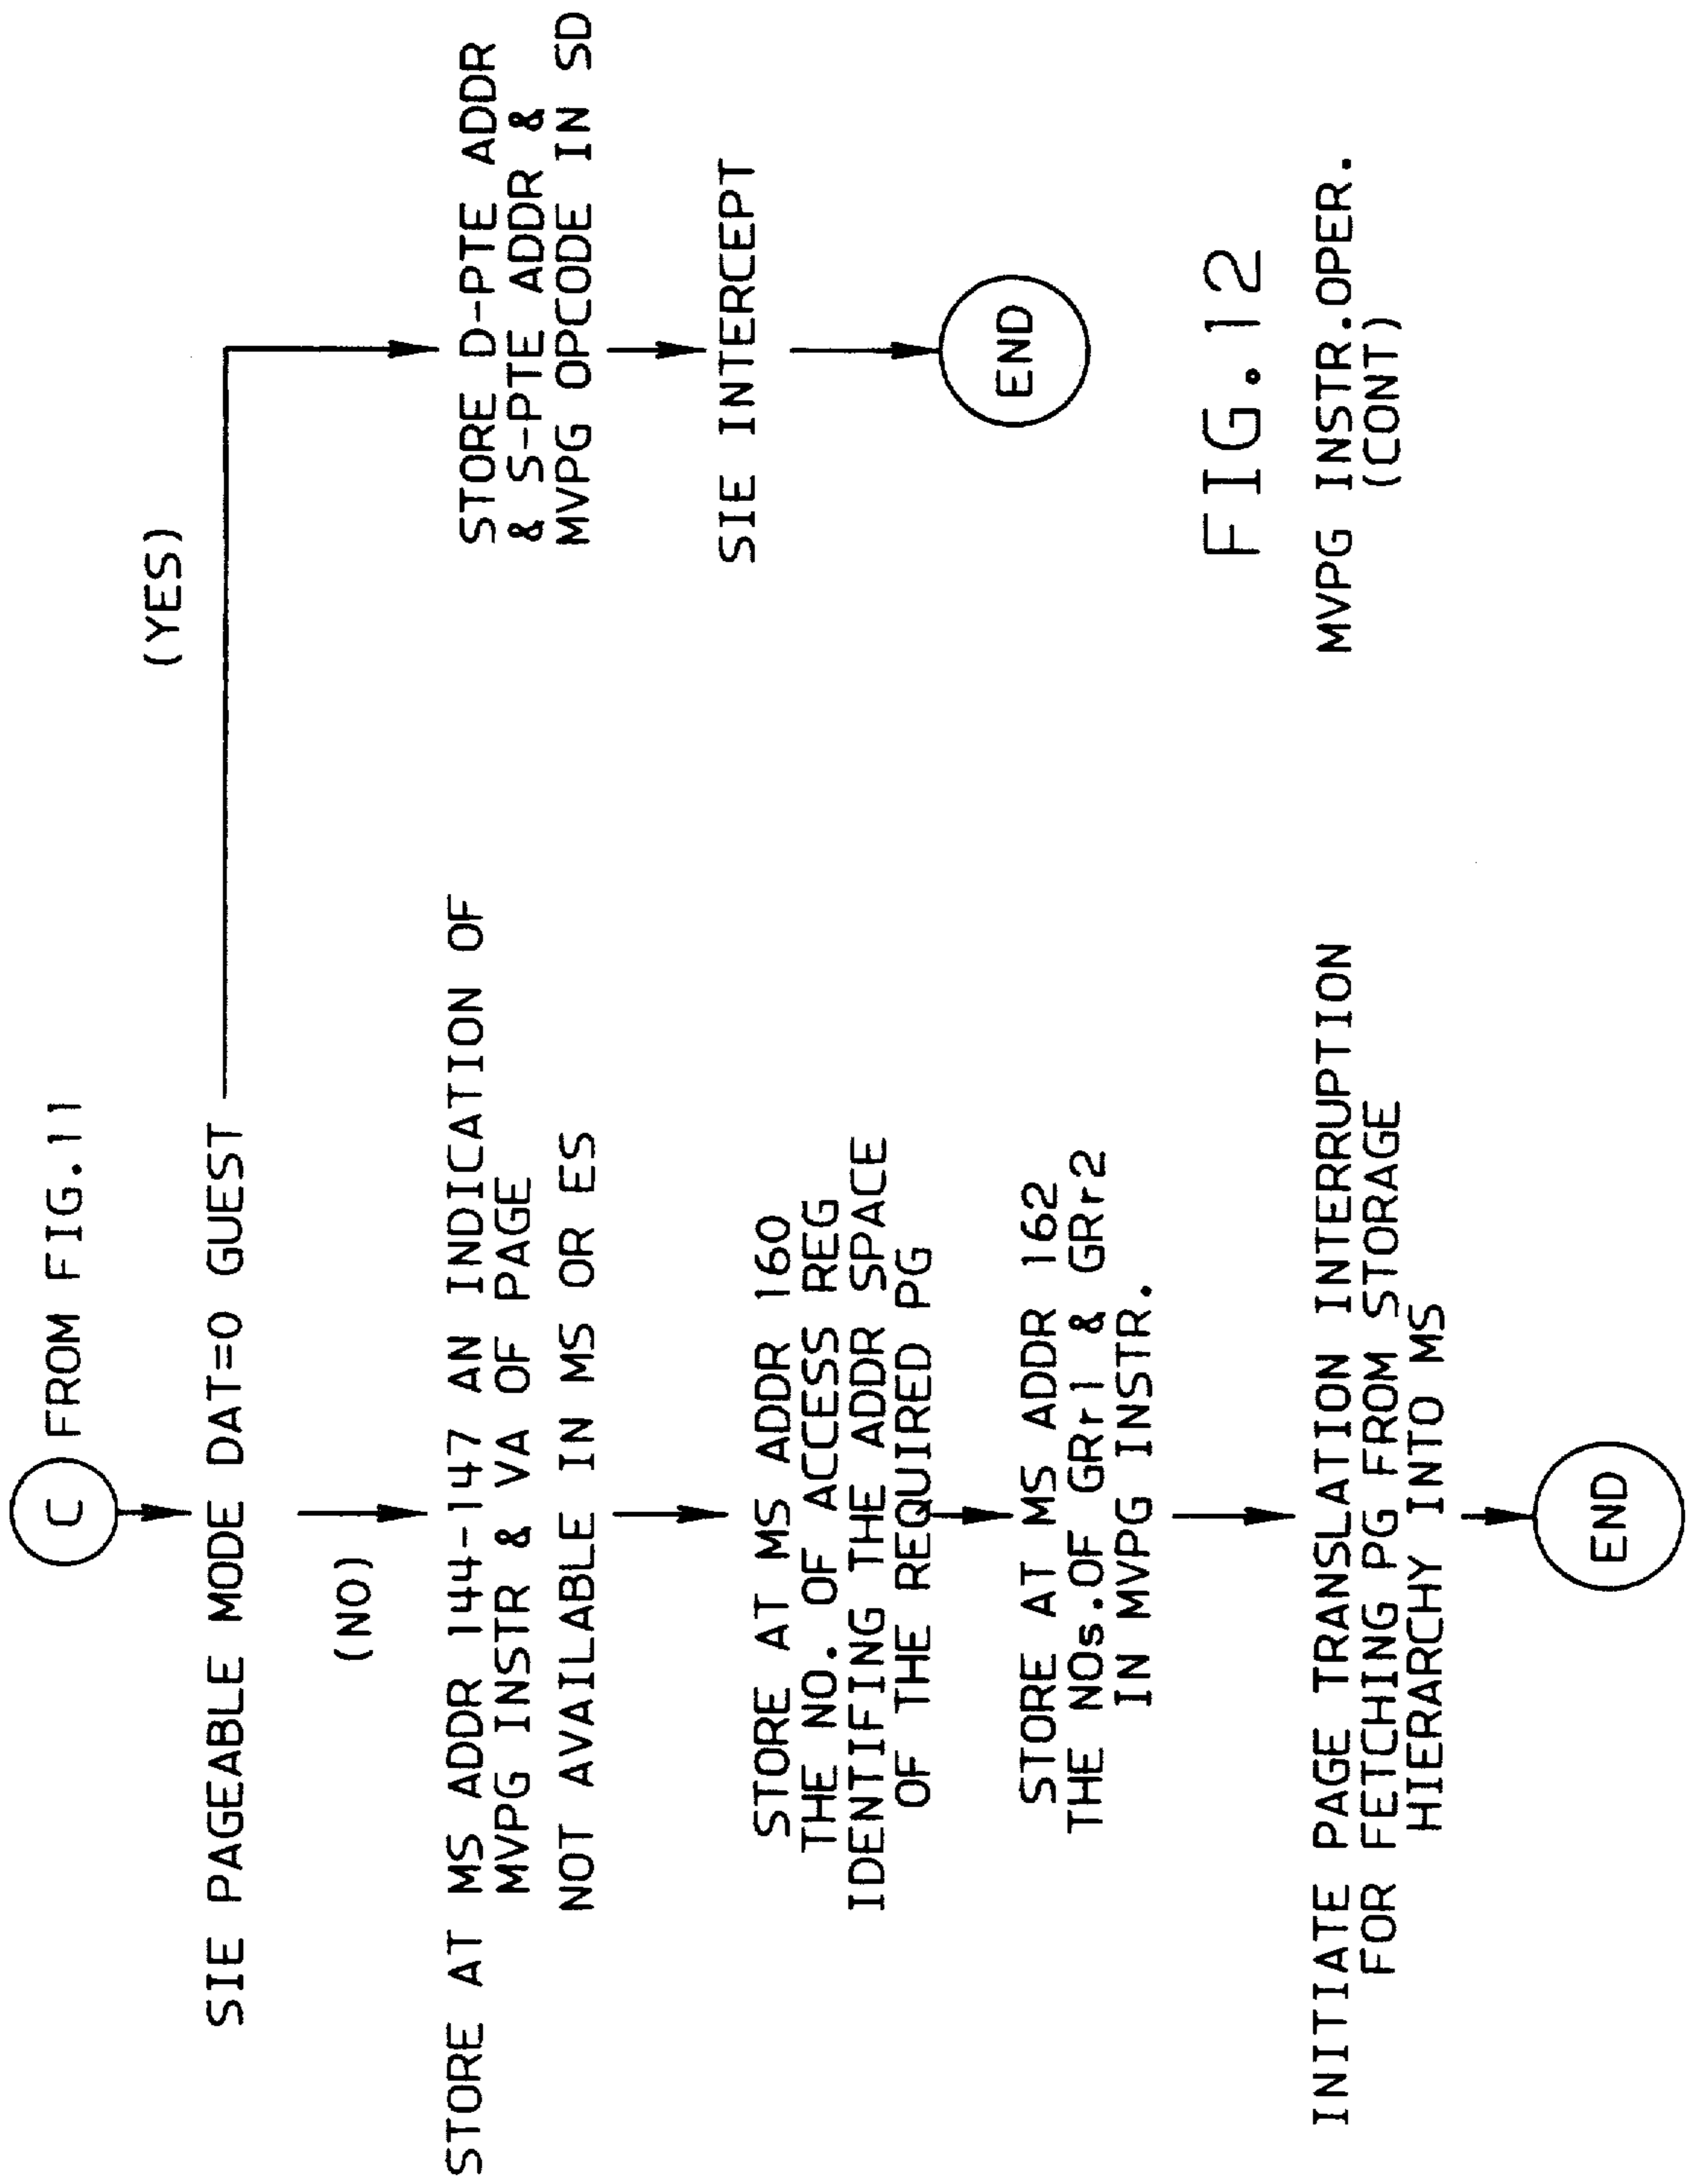 C FROM FIG.11
SIE PAGEABLE MODE DAT=0 GUEST
(YES)
(NO)
STORE AT MS ADDR 144-147 AN INDICATION OF
MVPG INSTR & VA OF PAGE
NOT AVAILABLE IN MS OR ES
STORE AT MS ADDR 160
THE NO. OF ACCESS REG
IDENTIFYING THE ADDR SPACE
OF THE REQUIRED PG
STORE AT MS ADDR 162
THE NOs.OF GRr1 & GRr2
IN MVPG INSTR.
INITIATE PAGE TRANSLATION INTERRUPTION
FOR FETCHING PG FROM STORAGE
HIERARCHY INTO MS
END
STORE D-PTE ADDR
& S-PTE ADDR &
MVPG OPCODE IN SD
SIE INTERCEPT
END
FIG.12
MVPG INSTR.OPER.
(CONT)